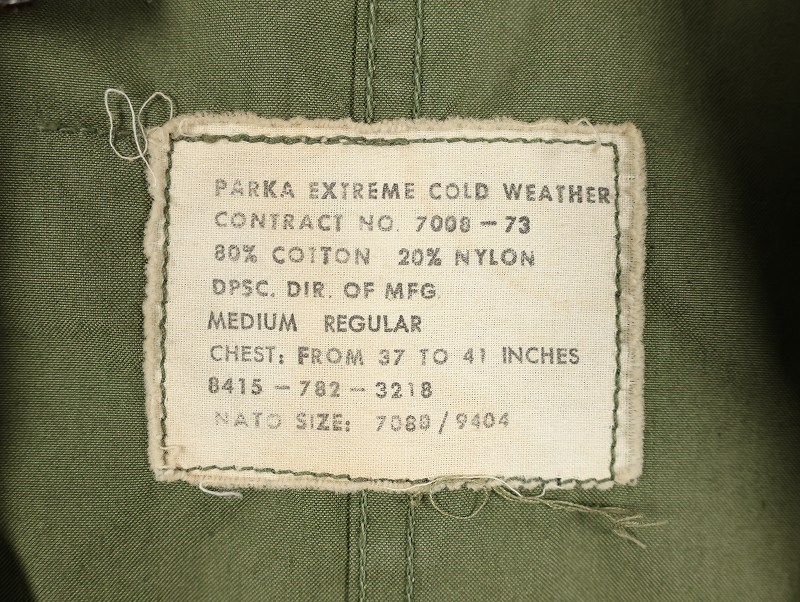 PARKA EXTREME COLD WEATHER
CONTRACT NO. 7008-73
80% COTTON 20% NYLON
DPSC. DIR. OF MFG.
MEDIUM REGULAR
CHEST: FROM 37 TO 41 INCHES
8415-782-3218
NATO SIZE: 7080/9404